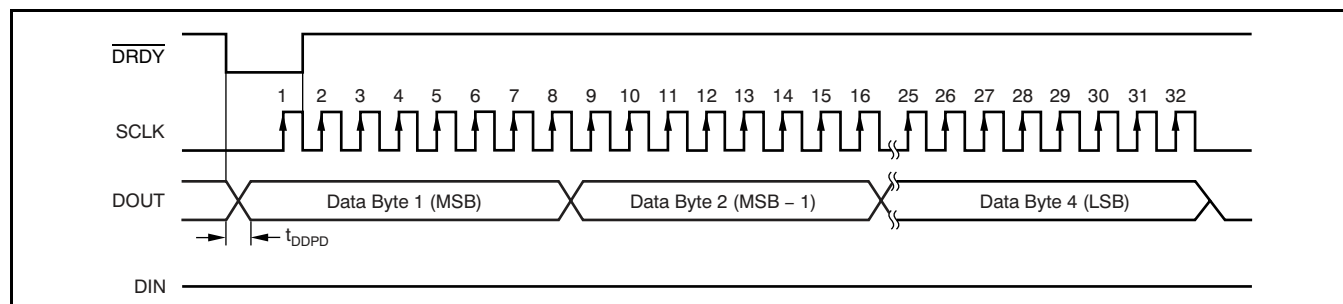 DRDY
1 2 3 4 5 6 7 8 9 10 11 12 13 14 15 16 25 26 27 28 29 30 31 32
SCLK
DOUT Data Byte 1 (MSB) Data Byte 2 (MSB – 1) Data Byte 4 (LSB)
tDDPD
DIN